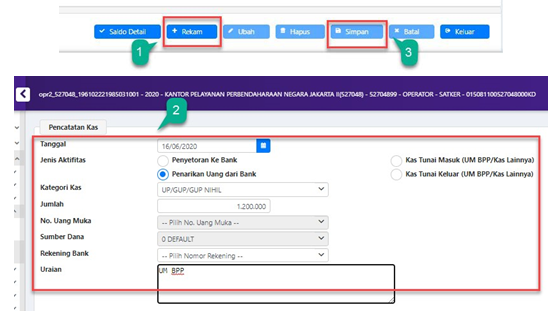 Saldo Detail Rekam Ubah Hapus Simpan Batal Keluar
1
3
opr2_527048_196102221985031001 - 2020 - KANTOR PELAYANAN PERBENDAHARAAN NEGARA JAKARTA II(527048) - 52704899 - OPERATOR - SATKER - 015081100527048000KD
2
Pencatatan Kas
Tanggal 16/06/2020
Jenis Aktifitas Penyetoran Ke Bank Kas Tunai Masuk (UM BPP/Kas Lainnya)
Penarikan Uang dari Bank Kas Tunai Keluar (UM BPP/Kas Lainnya)
Kategori Kas UP/GUP/GUP NIHIL
Jumlah 1.200.000
No. Uang Muka -- Pilih No. Uang Muka --
Sumber Dana 0 DEFAULT
Rekening Bank -- Pilih Nomor Rekening --
Uraian UM BPP